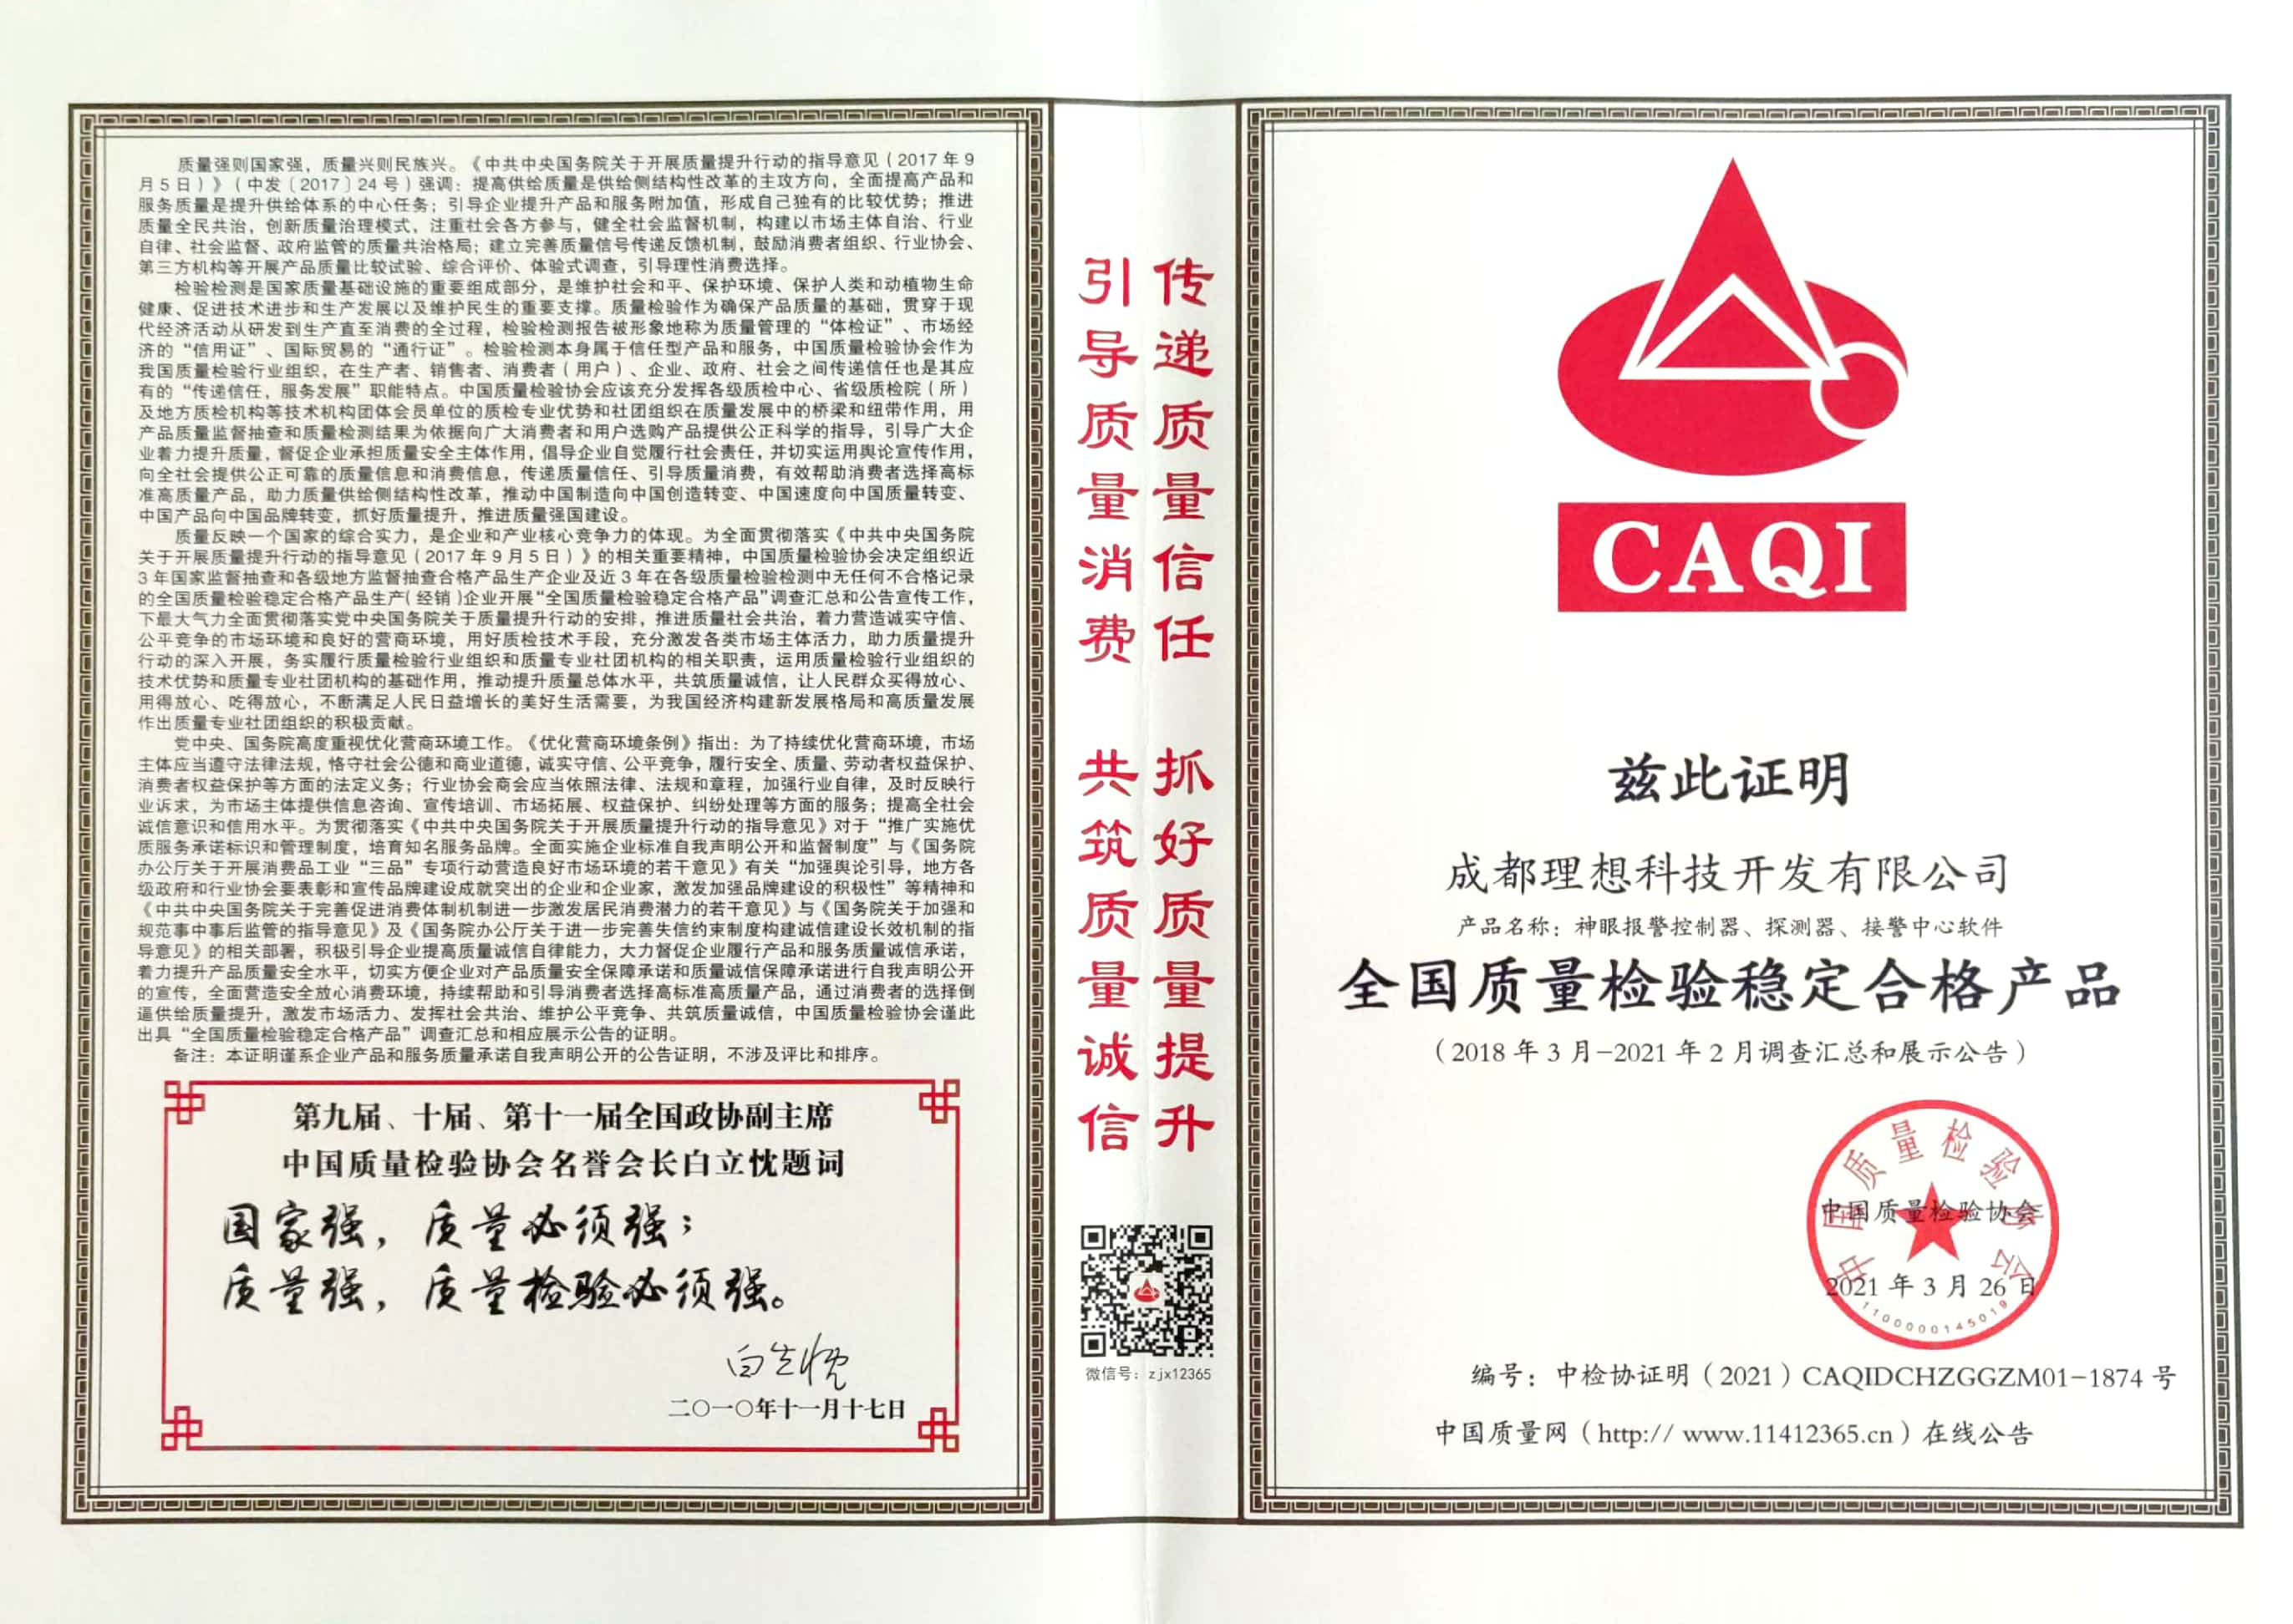 质量强则国家强，质量兴则民族兴。《中共中央国务院关于开展质量提升行动的指导意见（2017年9
月5日）》（中发〔2017〕24号）强调：提高供给质量是供给侧结构性改革的主攻方向，全面提高产品和
服务质量是提升供给体系的中心任务；引导企业提升产品和服务附加值，形成自己独有的比较优势；推进
质量全民共治，创新质量治理模式，注重社会各方参与，健全社会监督机制，构建以市场主体自治、行业
自律、社会监督、政府监管的质量共治格局；建立完善质量信号传递反馈机制，鼓励消费者组织、行业协会、
第三方机构等开展产品质量比较试验、综合评价、体验式调查，引导理性消费选择。
检验检测是国家质量基础设施的重要组成部分，是维护社会和平、保护环境、保护人类和动植物生命
健康、促进技术进步和生产发展以及维护民生的重要支撑。质量检验作为确保产品质量的基础，贯穿于现
代经济活动从研发到生产直至消费的全过程，检验检测报告被形象地称为质量管理的“体检证”、市场经
济的“信用证”、国际贸易的“通行证”。检验检测本身属于信任型产品和服务，中国质量检验协会作为
我国质量检验行业组织，在生产者、销售者、消费者（用户）、企业、政府、社会之间传递信任也是其应
有的“传递信任，服务发展”职能特点。中国质量检验协会应该充分发挥各级质检中心、省级质检院（所）
及地方质检机构等技术机构团体会员单位的质检专业优势和社团组织在质量发展中的桥梁和纽带作用，用
产品质量监督抽查和质量检测结果为依据向广大消费者和用户选购产品提供公正科学的指导，引导广大企
业着力提升质量，督促企业承担质量安全主体作用，倡导企业自觉履行社会责任，并切实运用舆论宣传作用，
向全社会提供公正可靠的质量信息和消费信息，传递质量信任、引导质量消费，有效帮助消费者选择高标
准高质量产品，助力质量供给侧结构性改革，推动中国制造向中国创造转变、中国速度向中国质量转变、
中国产品向中国品牌转变，抓好质量提升，推进质量强国建设。
质量反映一个国家的综合实力，是企业和产业核心竞争力的体现。为全面贯彻落实《中共中央国务院
关于开展质量提升行动的指导意见（2017年9月5日）》的相关重要精神，中国质量检验协会决定组织近
3年国家监督抽查和各级地方监督抽查合格产品生产企业及近3年在各级质量检验检测中无任何不合格记录
的全国质量检验稳定合格产品生产（经销）企业开展“全国质量检验稳定合格产品”调查汇总和公告宣传工作，
下最大气力全面贯彻落实党中央国务院关于质量提升行动的安排，推进质量社会共治，着力营造诚实守信、
公平竞争的市场环境和良好的营商环境，用好质检技术手段，充分激发各类市场主体活力，助力质量提升
行动的深入开展，务实履行质量检验行业组织和质量专业社团机构的相关职责，运用质量检验行业组织的
技术优势和质量专业社团机构的基础作用，推动提升质量总体水平，共筑质量诚信，让人民群众买得放心、
用得放心、吃得放心，不断满足人民日益增长的美好生活需要，为我国经济构建新发展格局和高质量发展
作出质量专业社团组织的积极贡献。
党中央、国务院高度重视优化营商环境工作。《优化营商环境条例》指出：为了持续优化营商环境，市场
主体应当遵守法律法规，恪守社会公德和商业道德，诚实守信、公平竞争，履行安全、质量、劳动者权益保护、
消费者权益保护等方面的法定义务；行业协会商会应当依照法律、法规和章程，加强行业自律，及时反映行
业诉求，为市场主体提供信息咨询、宣传培训、市场拓展、权益保护、纠纷处理等方面的服务；提高全社会
诚信意识和信用水平。为贯彻落实《中共中央国务院关于开展质量提升行动的指导意见》对于“推广实施优
质服务承诺标识和管理制度，培育知名服务品牌。全面实施企业标准自我声明公开和监督制度”与《国务院
办公厅关于开展消费品工业“三品”专项行动营造良好市场环境的若干意见》有关“加强舆论引导，地方各
级政府和行业协会要表彰和宣传品牌建设成就突出的企业和企业家，激发加强品牌建设的积极性”等精神和
《中共中央国务院关于完善促进消费体制机制进一步激发居民消费潜力的若干意见》与《国务院关于加强和
规范事中事后监管的指导意见》及《国务院办公厅关于进一步完善失信约束制度构建诚信建设长效机制的指
导意见》的相关部署，积极引导企业提高质量诚信自律能力，大力督促企业履行产品和服务质量诚信承诺，
着力提升产品质量安全水平，切实方便企业对产品质量安全保障承诺和质量诚信保障承诺进行自我声明公开
的宣传，全面营造安全放心消费环境，持续帮助和引导消费者选择高标准高质量产品，通过消费者的选择倒
逼供给质量提升，激发市场活力、发挥社会共治、维护公平竞争、共筑质量诚信，中国质量检验协会谨此
出具“全国质量检验稳定合格产品”调查汇总和相应展示公告的证明。
备注：本证明谨系企业产品和服务质量承诺自我声明公开的公告证明，不涉及评比和排序。
第九届、十届、第十一届全国政协副主席
中国质量检验协会名誉会长白立忱题词
国家强，质量必须强；
质量强，质量检验必须强。
白立忱
二〇一〇年十一月十七日
传递质量信任 抓好质量提升
引导质量消费 共筑质量诚信
微信号：zjx12365
CAQI
兹此证明
成都理想科技开发有限公司
产品名称：神眼报警控制器、探测器、接警中心软件
全国质量检验稳定合格产品
（2018年3月-2021年2月调查汇总和展示公告）
中国质量检验协会
中国质量检验协会
2021年3月26日
1100000145019
编号：中检协证明（2021）CAQIDCHZGGZM01-1874号
中国质量网（http:// www.11412365.cn）在线公告